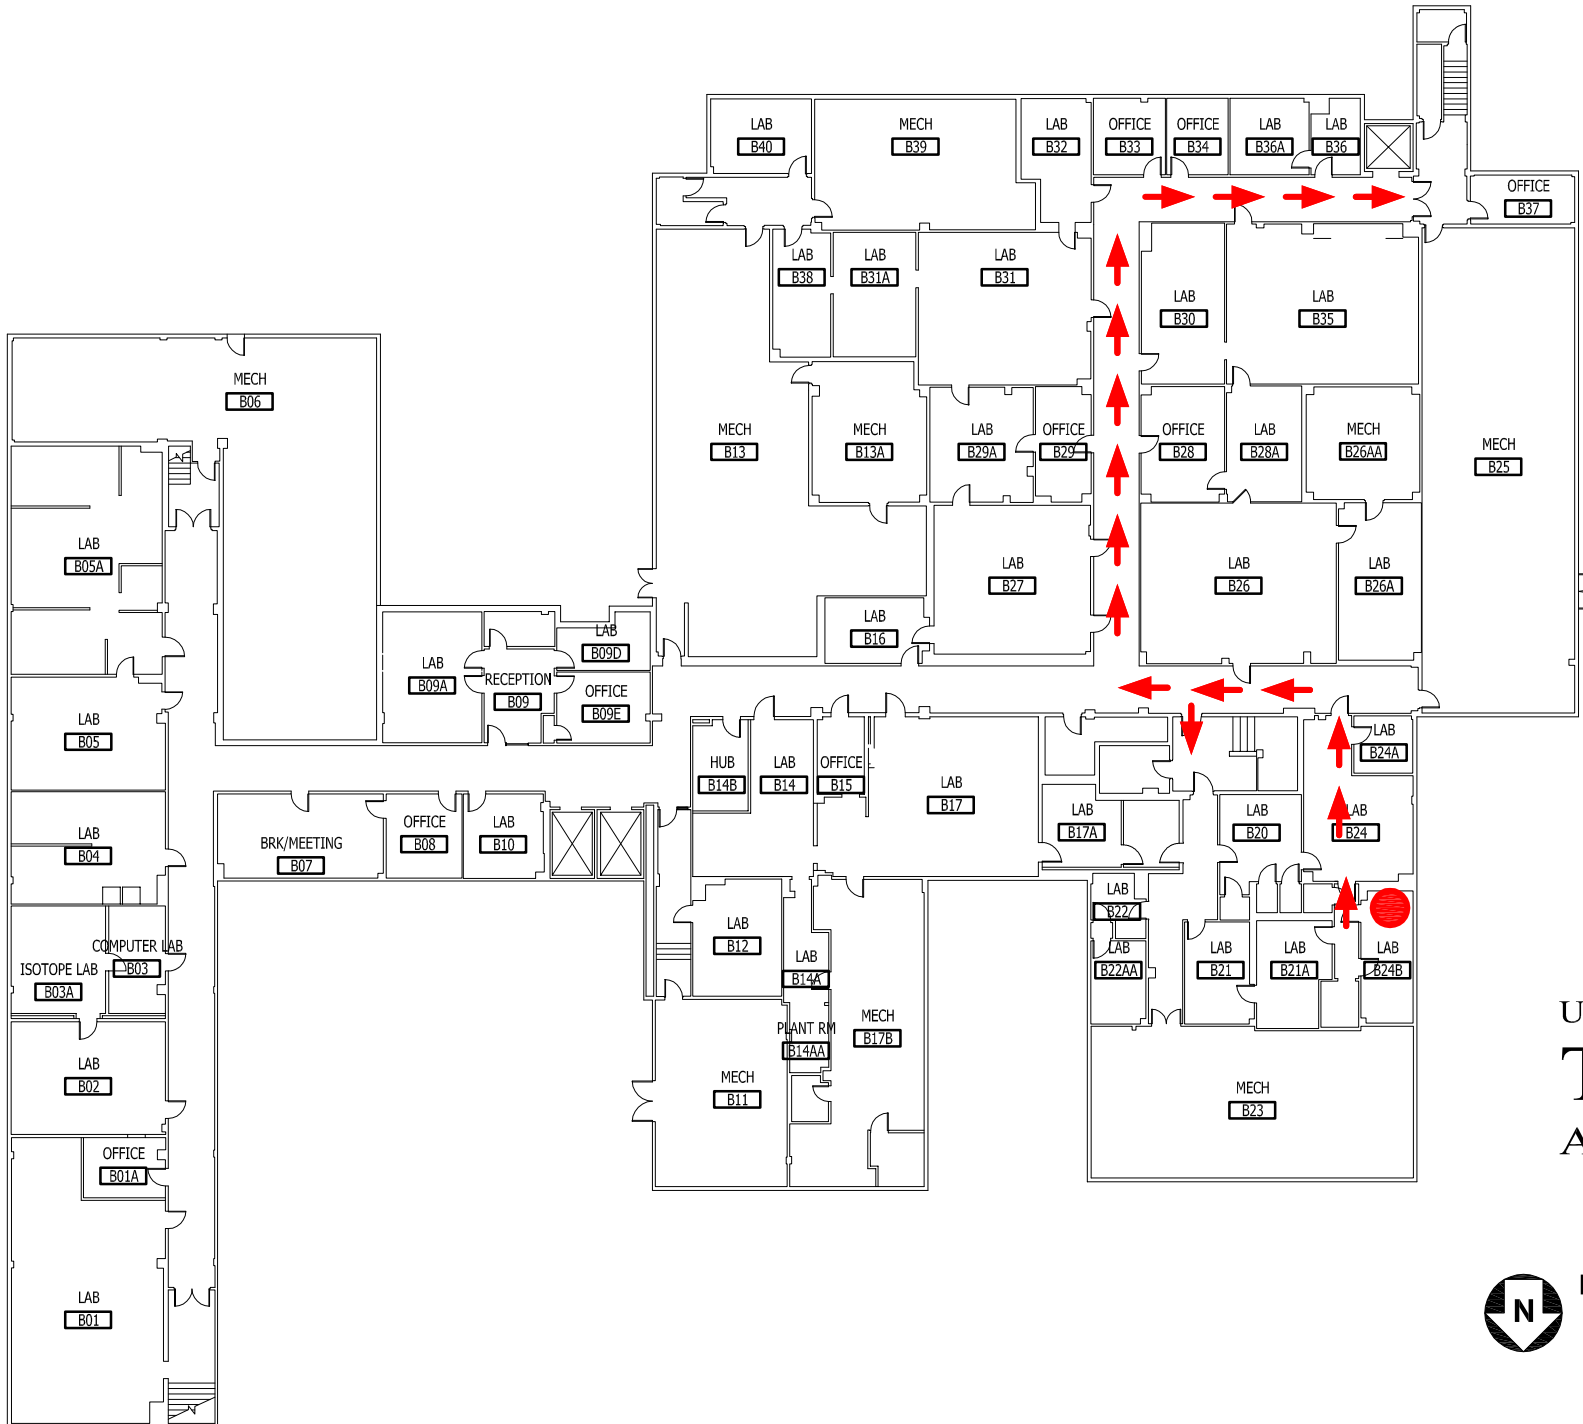 LAB
B40
MECH
B39
LAB
B32
OFFICE
B33
OFFICE
B34
LAB
B36A
LAB
B36
OFFICE
B37
LAB
B38
LAB
B31A
LAB
B31
LAB
B30
LAB
B35
MECH
B06
MECH
B13
MECH
B13A
LAB
B29A
OFFICE
B29
OFFICE
B28
LAB
B28A
MECH
B26AA
MECH
B25
LAB
B05A
LAB
B27
LAB
B26
LAB
B26A
LAB
B16
LAB
B09D
LAB
B09A
RECEPTION
B09
OFFICE
B09E
LAB
B05
LAB
B24A
HUB
B14B
LAB
B14
OFFICE
B15
LAB
B17
LAB
B17A
LAB
B20
LAB
B24
LAB
B04
BRK/MEETING
B07
OFFICE
B08
LAB
B10
LAB
B22
LAB
B12
COMPUTER LAB
B03
ISOTOPE LAB
B03A
LAB
B14A
LAB
B22AA
LAB
B21
LAB
B21A
LAB
B24B
PLANT RM
B14AA
MECH
B17B
LAB
B02
MECH
B11
MECH
B23
OFFICE
B01A
LAB
B01
U
T
A
N